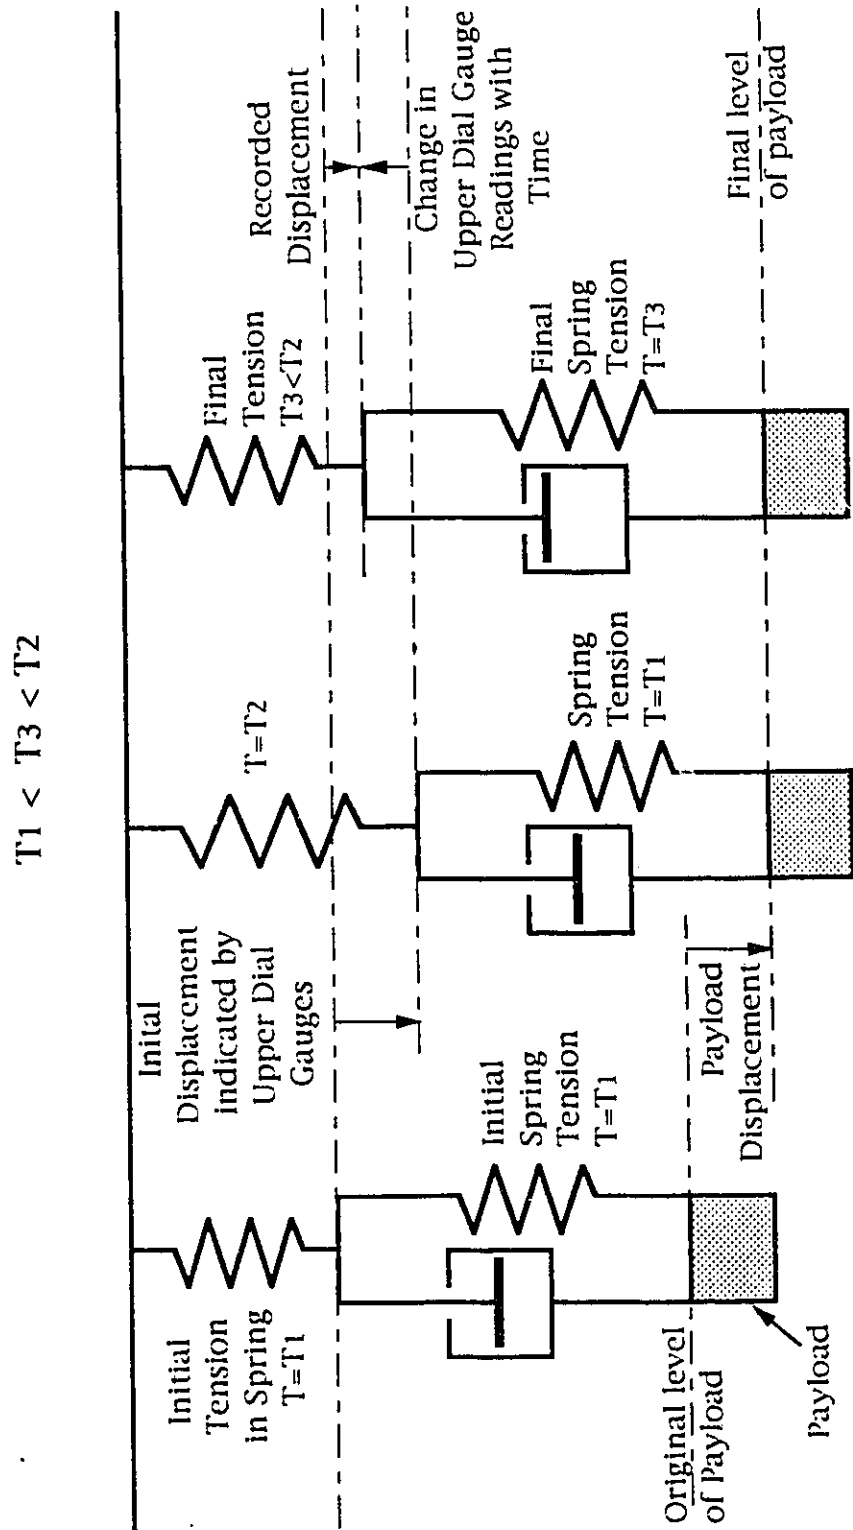 T1 < T3 < T2
Initial
Tension
in Spring
T=T1
Inital
Displacement
indicated by
Upper Dial
Gauges
T=T2
Final
Tension
T3<T2
Recorded
Displacement
Change in
Upper Dial Gauge
Readings with
Time
Initial
Spring
Tension
T=T1
Spring
Tension
T=T1
Final
Spring
Tension
T=T3
Original level
of Payload
Payload
Displacement
Final level
of payload
Payload